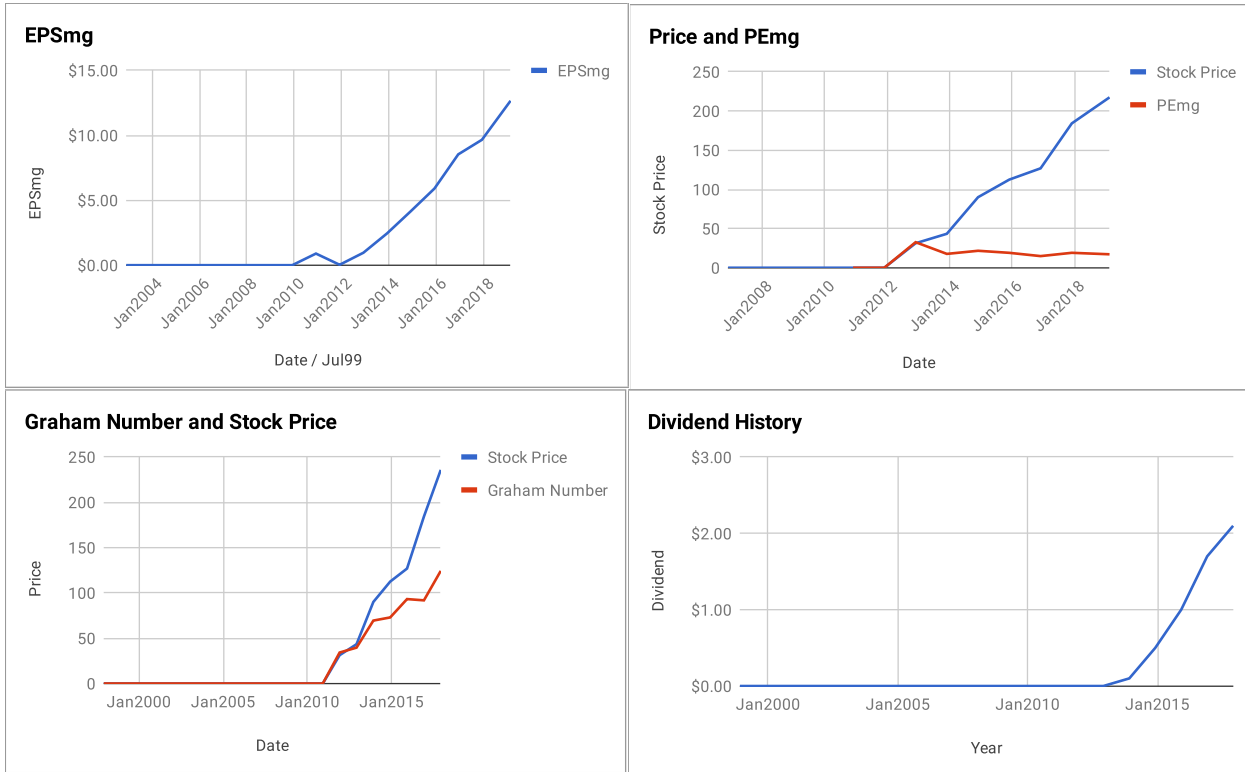 EPSmg
EPSmg
$15.00
$10.00
$5.00
$0.00
EPSmg
Jan2004
Jan2006
Jan2008
Jan2010
Jan2012
Jan2014
Jan2016
Jan2018
Date / Jul99
Price and PEmg
Stock Price
PEmg
250
200
150
100
50
0
Stock Price
Jan2008
Jan2010
Jan2012
Jan2014
Jan2016
Jan2018
Date
Graham Number and Stock Price
Stock Price
Graham Number
250
200
150
100
50
0
Price
Jan2000
Jan2005
Jan2010
Jan2015
Date
Dividend History
$3.00
$2.00
$1.00
$0.00
Dividend
Jan2000
Jan2005
Jan2010
Jan2015
Year